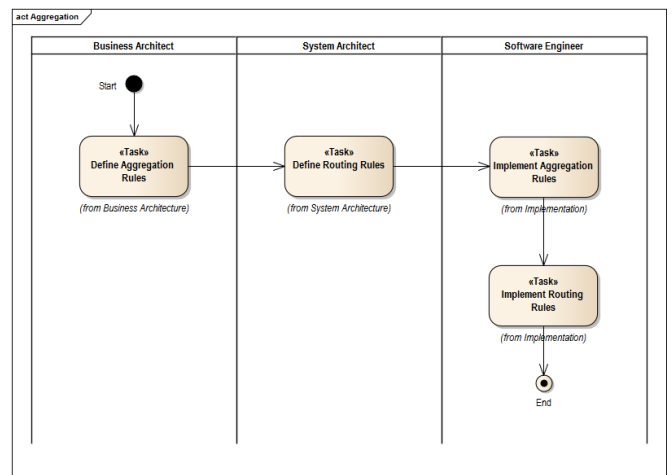 act Aggregation
Business Architect
System Architect
Software Engineer
Start
«Task»
Define Aggregation
Rules
(from Business Architecture)
«Task»
Define Routing Rules
(from System Architecture)
«Task»
Implement Aggregation
Rules
(from Implementation)
«Task»
Implement Routing
Rules
(from Implementation)
End